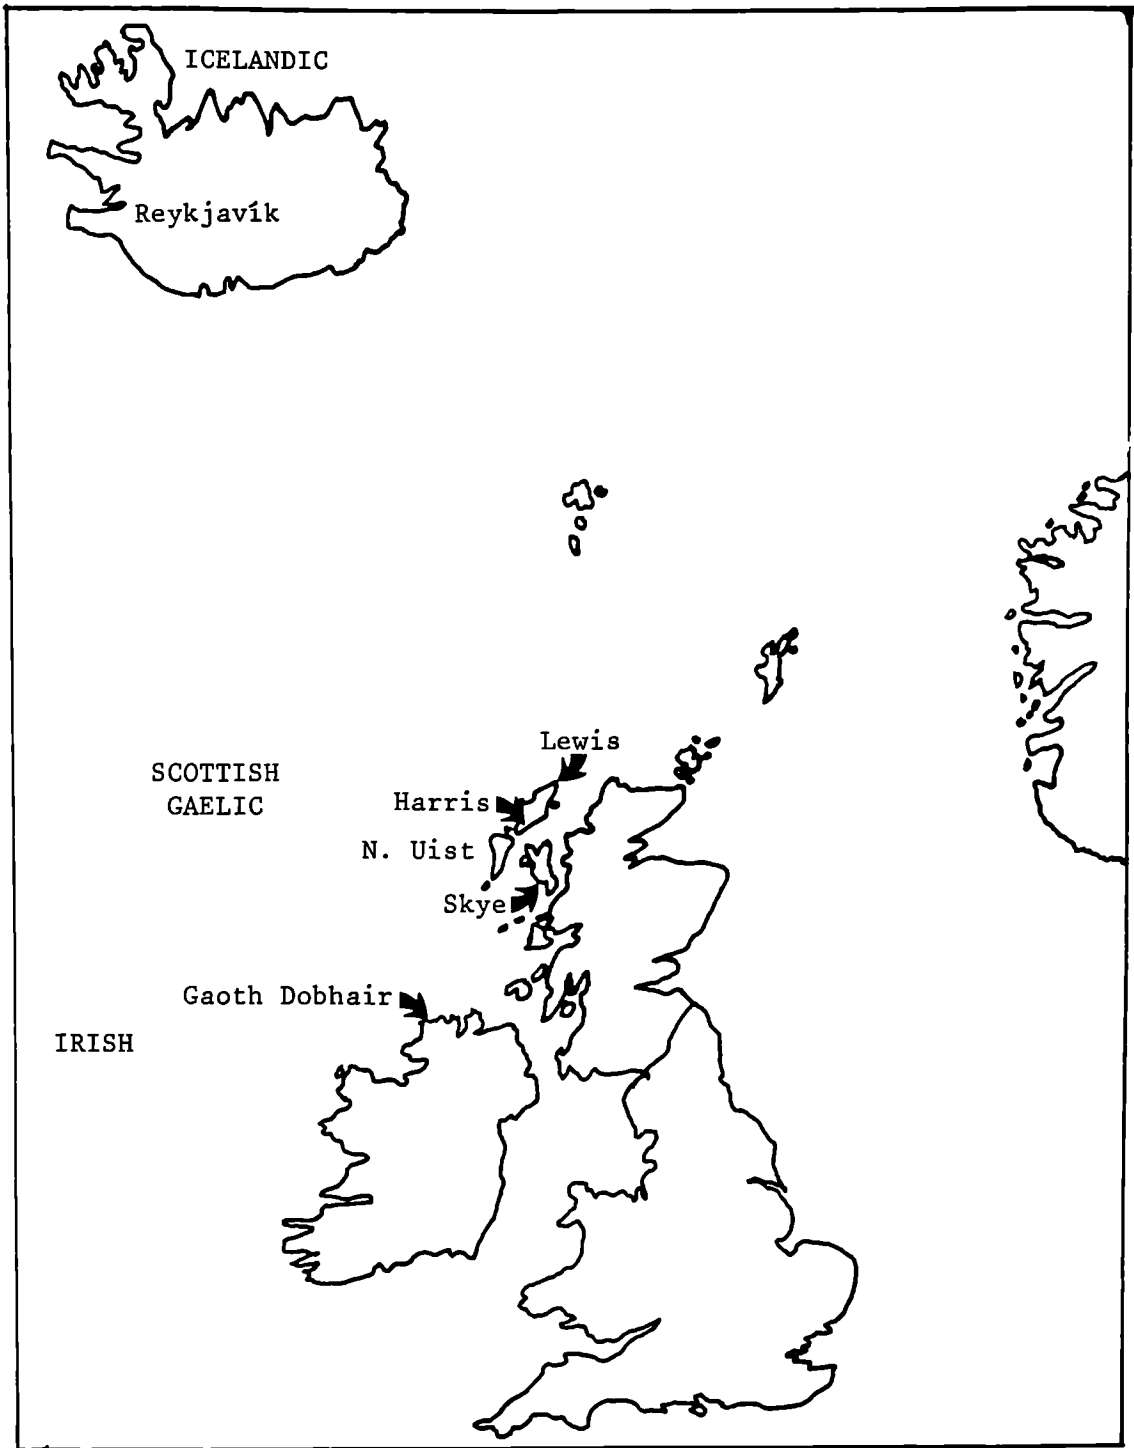 ICELANDIC
Reykjavík
Lewis
SCOTTISH
GAELIC
Harris
N. Uist
Skye
Gaoth Dobhair
IRISH